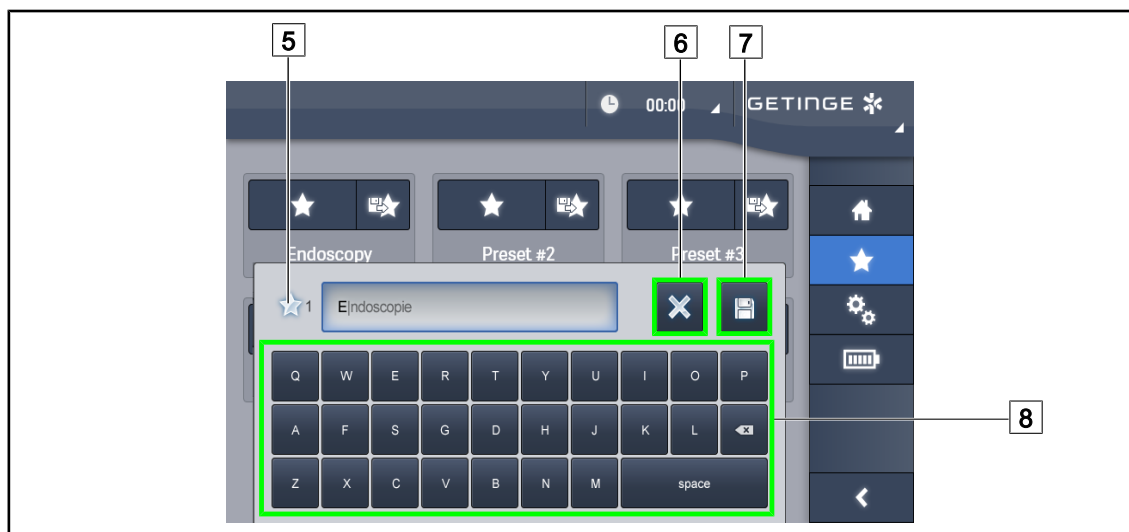 5 6 7
00:00 GETINGE
Endoscopy Preset #2 Preset #3
1 E|ndoscopie
Q W E R T Y U I O P
A F S G D H J K L
8
Z X C V B N M space